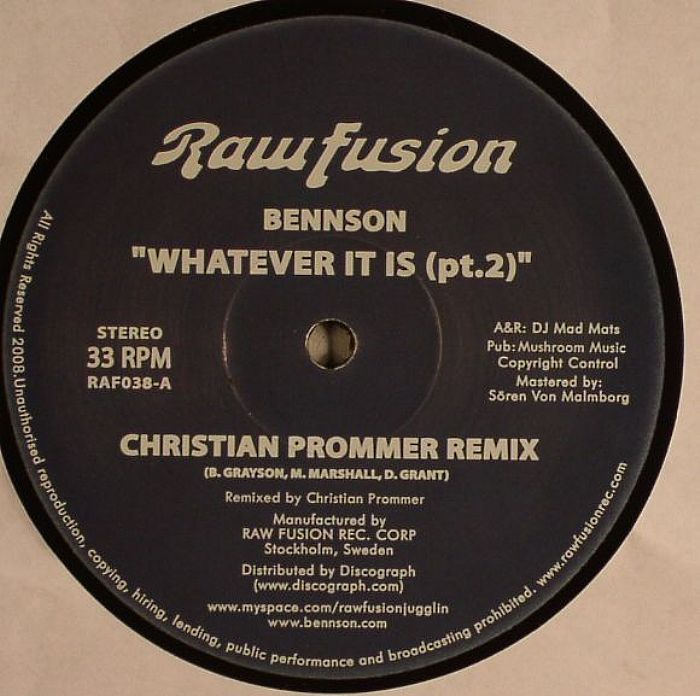 Raw Fusion
BENNSON
"WHATEVER IT IS (pt.2)"
STEREO
33 RPM
RAF038-A
A&R: DJ Mad Mats
Pub: Mushroom Music
Copyright Control
Mastered by:
Sören Von Malmborg
CHRISTIAN PROMMER REMIX
(B. GRAYSON, M. MARSHALL, D. GRANT)
Remixed by Christian Prommer
Manufactured by
RAW FUSION REC. CORP
Stockholm, Sweden
Distributed by Discograph
(www.discograph.com)
www.myspace.com/rawfusionjugglin
www.bennson.com
All Rights Reserved 2008.Unauthorised reproduction, copying, hiring, lending, public performance and broadcasting prohibited. www.rawfusionrec.com